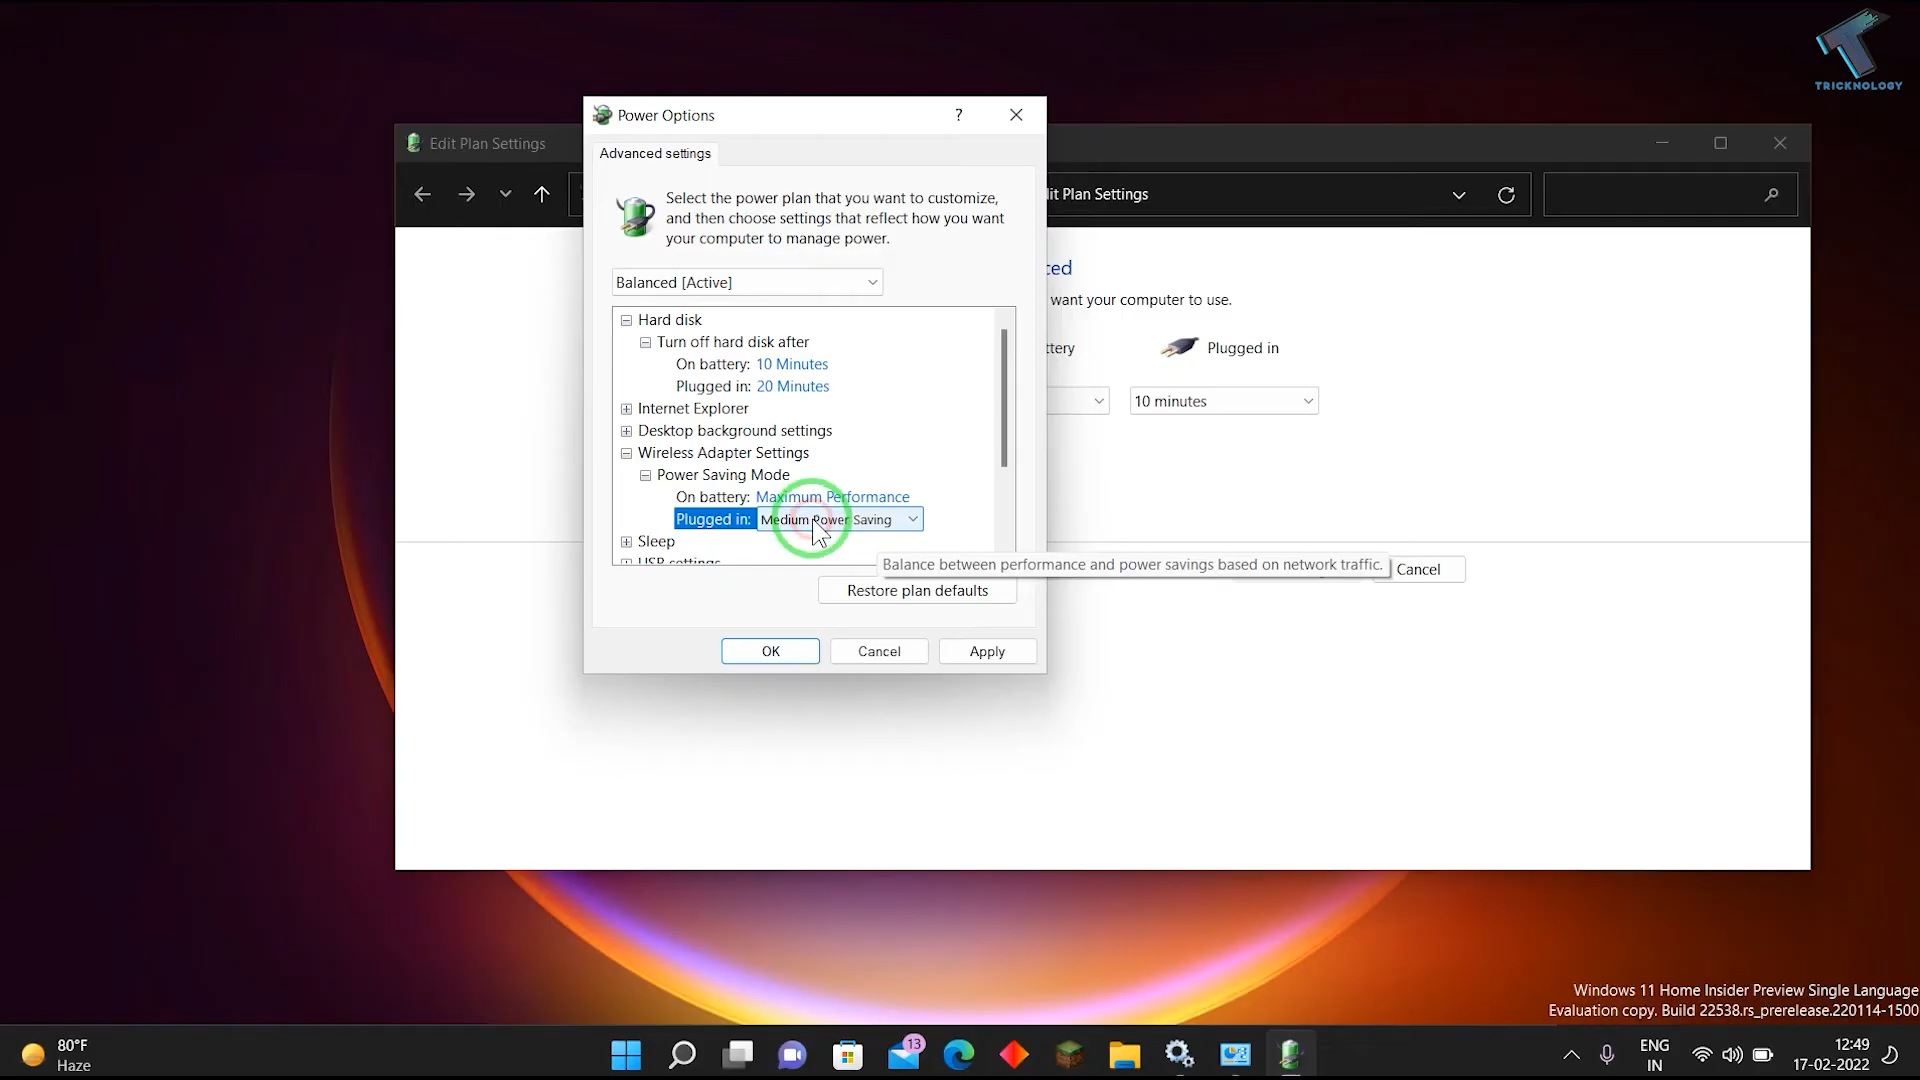 TRICKNOLOGY
Power Options
?
Edit Plan Settings
Advanced settings
dit Plan Settings
Select the power plan that you want to customize,
and then choose settings that reflect how you want
your computer to manage power.
ced
Balanced [Active]
want your computer to use.
Hard disk
Turn off hard disk after
ttery
Plugged in
On battery: 10 Minutes
Plugged in: 20 Minutes
10 minutes
Internet Explorer
Desktop background settings
Wireless Adapter Settings
Power Saving Mode
On battery: Maximum Performance
Plugged in: Medium Power Saving
Sleep
USB settings
Balance between performance and power savings based on network traffic.
Cancel
Restore plan defaults
OK
Cancel
Apply
Windows 11 Home Insider Preview Single Language
Evaluation copy. Build 22538.rs_prerelease.220114-1500
80°F
Haze
13
ENG
IN
12:49
17-02-2022